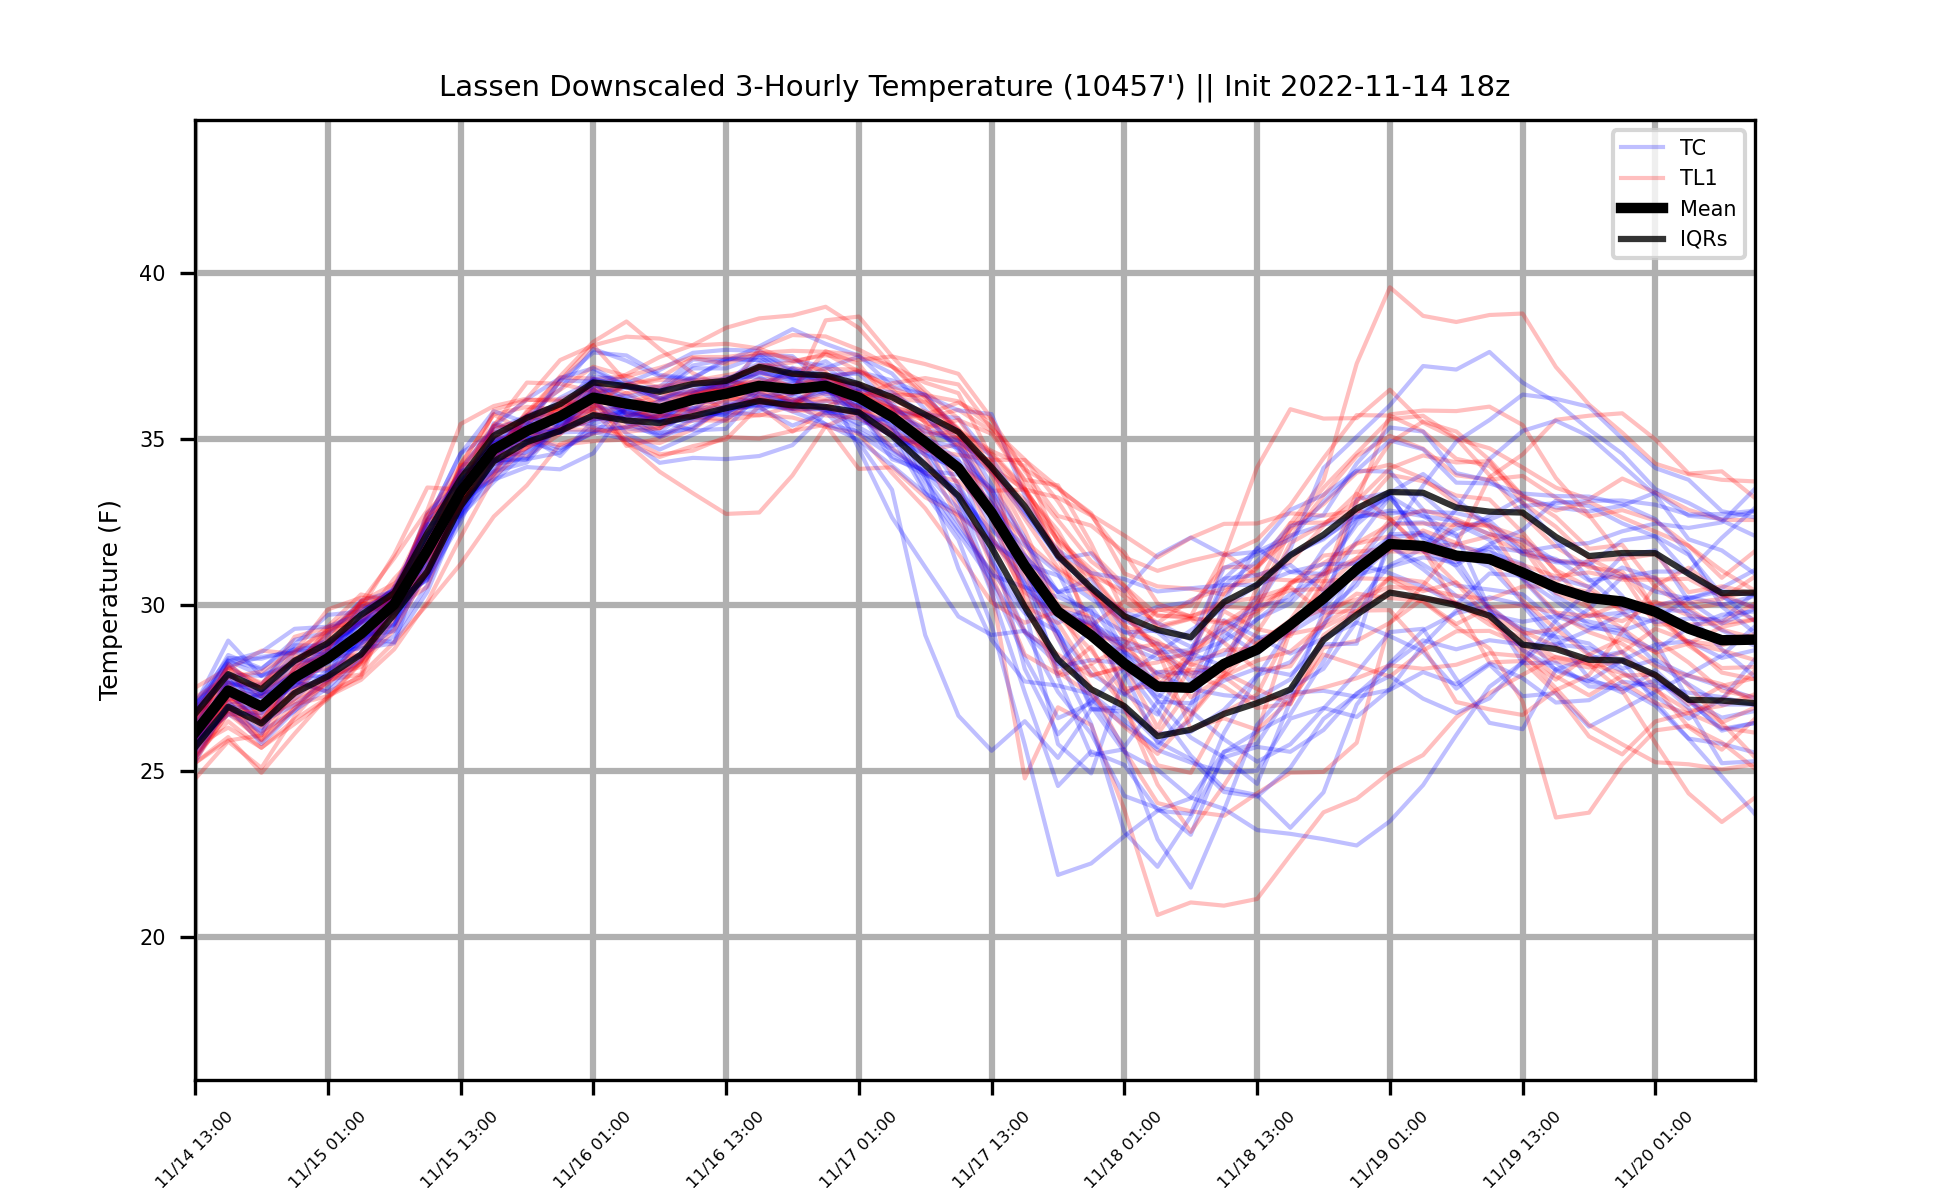 Lassen Downscaled 3-Hourly Temperature (10457') || Init 2022-11-14 18z
TC
TL1
Mean
IQRs
Temperature (F)
40
35
30
25
20
11/14 13:00
11/15 01:00
11/15 13:00
11/16 01:00
11/16 13:00
11/17 01:00
11/17 13:00
11/18 01:00
11/18 13:00
11/19 01:00
11/19 13:00
11/20 01:00